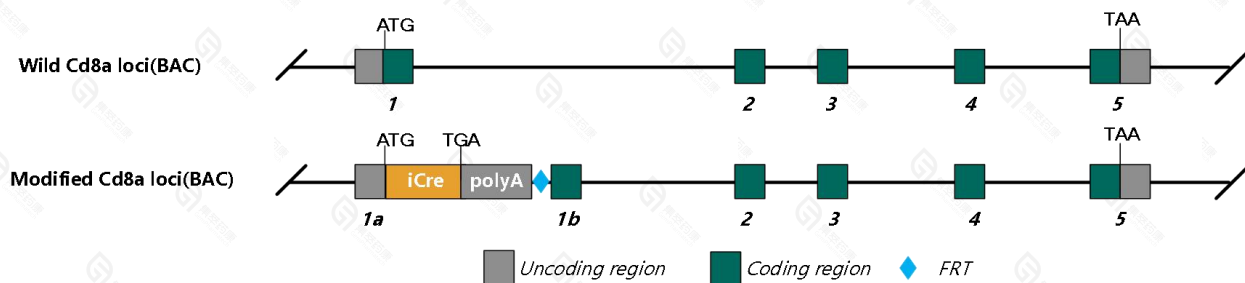 ATG
TAA
Wild Cd8a loci(BAC)
1
2
3
4
5
ATG
TGA
TAA
Modified Cd8a loci(BAC)
iCre
polyA
1a
1b
2
3
4
5
Uncoding region
Coding region
FRT